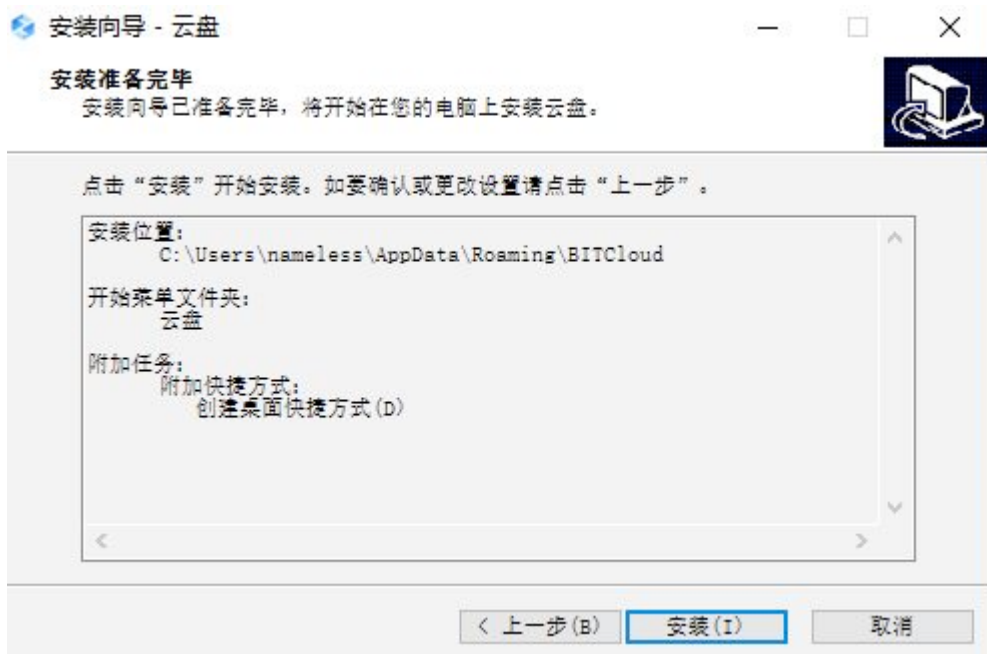 安装向导 - 云盘
安装准备完毕
安装向导已准备完毕，将开始在您的电脑上安装云盘。
点击“安装”开始安装。如要确认或更改设置请点击“上一步”。
安装位置：
C:\Users\nameless\AppData\Roaming\BITCloud
开始菜单文件夹：
云盘
附加任务：
附加快捷方式：
创建桌面快捷方式(D)
< 上一步(B)
安装(I)
取消